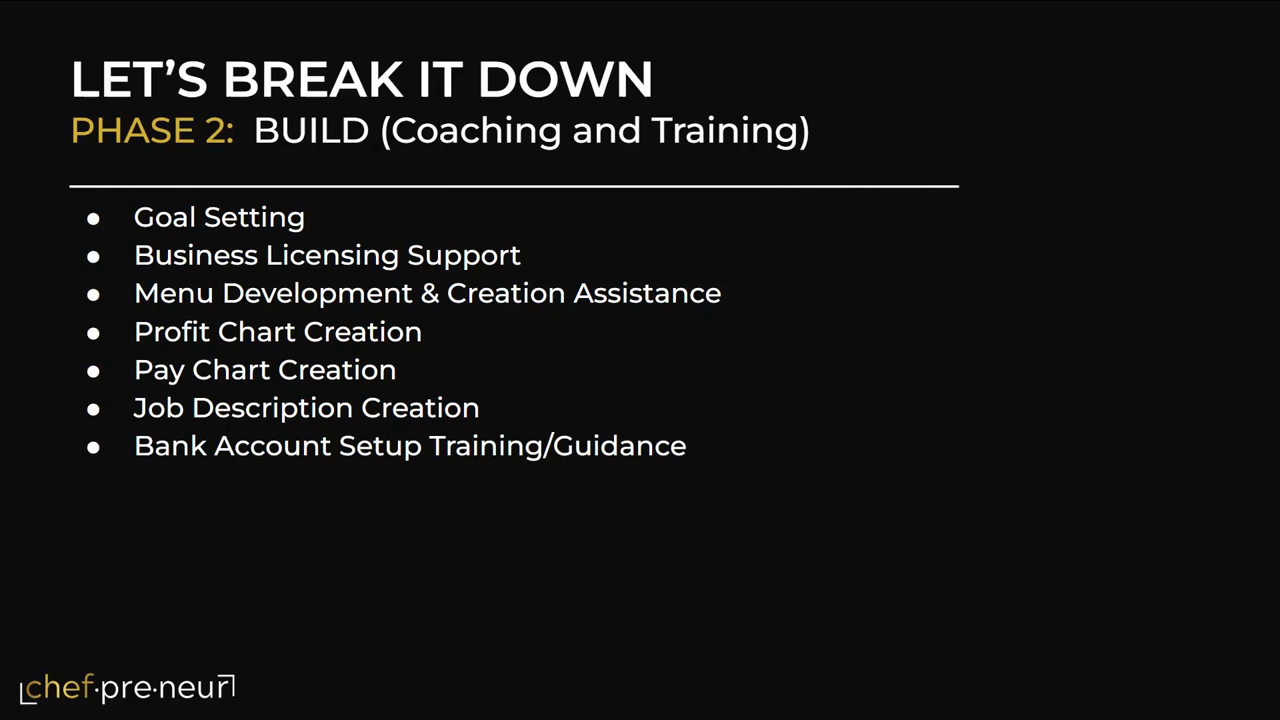 LET’S BREAK IT DOWN
PHASE 2: BUILD (Coaching and Training)
● Goal Setting
● Business Licensing Support
● Menu Development & Creation Assistance
● Profit Chart Creation
● Pay Chart Creation
● Job Description Creation
● Bank Account Setup Training/Guidance
chef·pre·neur